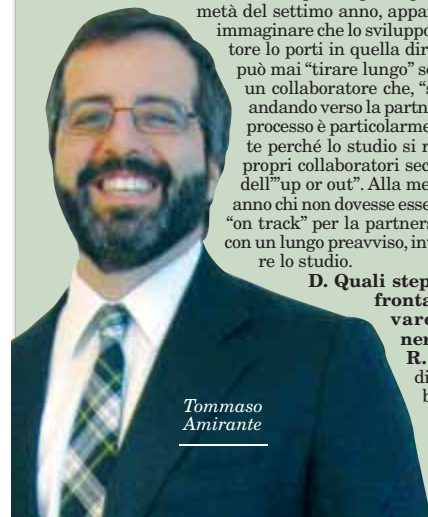 metà del settimo anno, appar
immaginare che lo sviluppo
tore lo porti in quella dir
può mai “tirare lungo” s
un collaboratore che, “s
andando verso la partn
processo è particolarme
te perché lo studio si r
propri collaboratori sec
dell’”up or out”. Alla me
anno chi non dovesse esse
“on track” per la partners
con un lungo preavviso, in
re lo studio.
D. Quali step
fronta
vare
ner
R.
di
b
Tommaso
Amirante